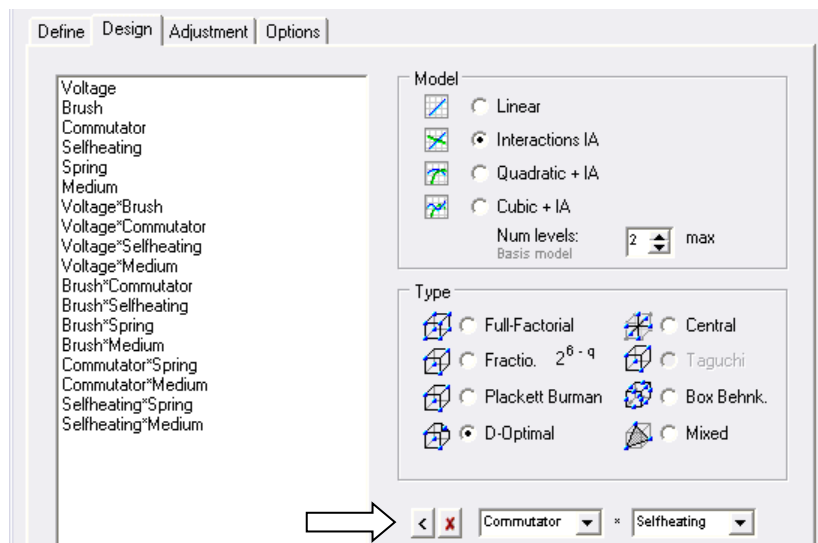 Define Design Adjustment Options
Voltage
Brush
Commutator
Selfheating
Spring
Medium
Voltage*Brush
Voltage*Commutator
Voltage*Selfheating
Voltage*Medium
Brush*Commutator
Brush*Selfheating
Brush*Spring
Brush*Medium
Commutator*Spring
Commutator*Medium
Selfheating*Spring
Selfheating*Medium
Model
Linear
Interactions IA
Quadratic + IA
Cubic + IA
Num levels: 2 max
Basis model
Type
Full-Factorial Central
Fractio. 2^6 - q Taguchi
Plackett Burman Box Behnk.
D-Optimal Mixed
< x Commutator * Selfheating